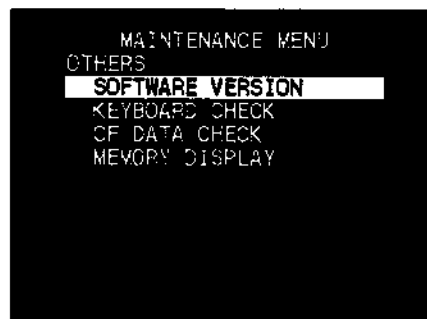 MAINTENANCE MENU
OTHERS
SOFTWARE VERSION
KEYBOARD CHECK
CF DATA CHECK
MEMORY DISPLAY